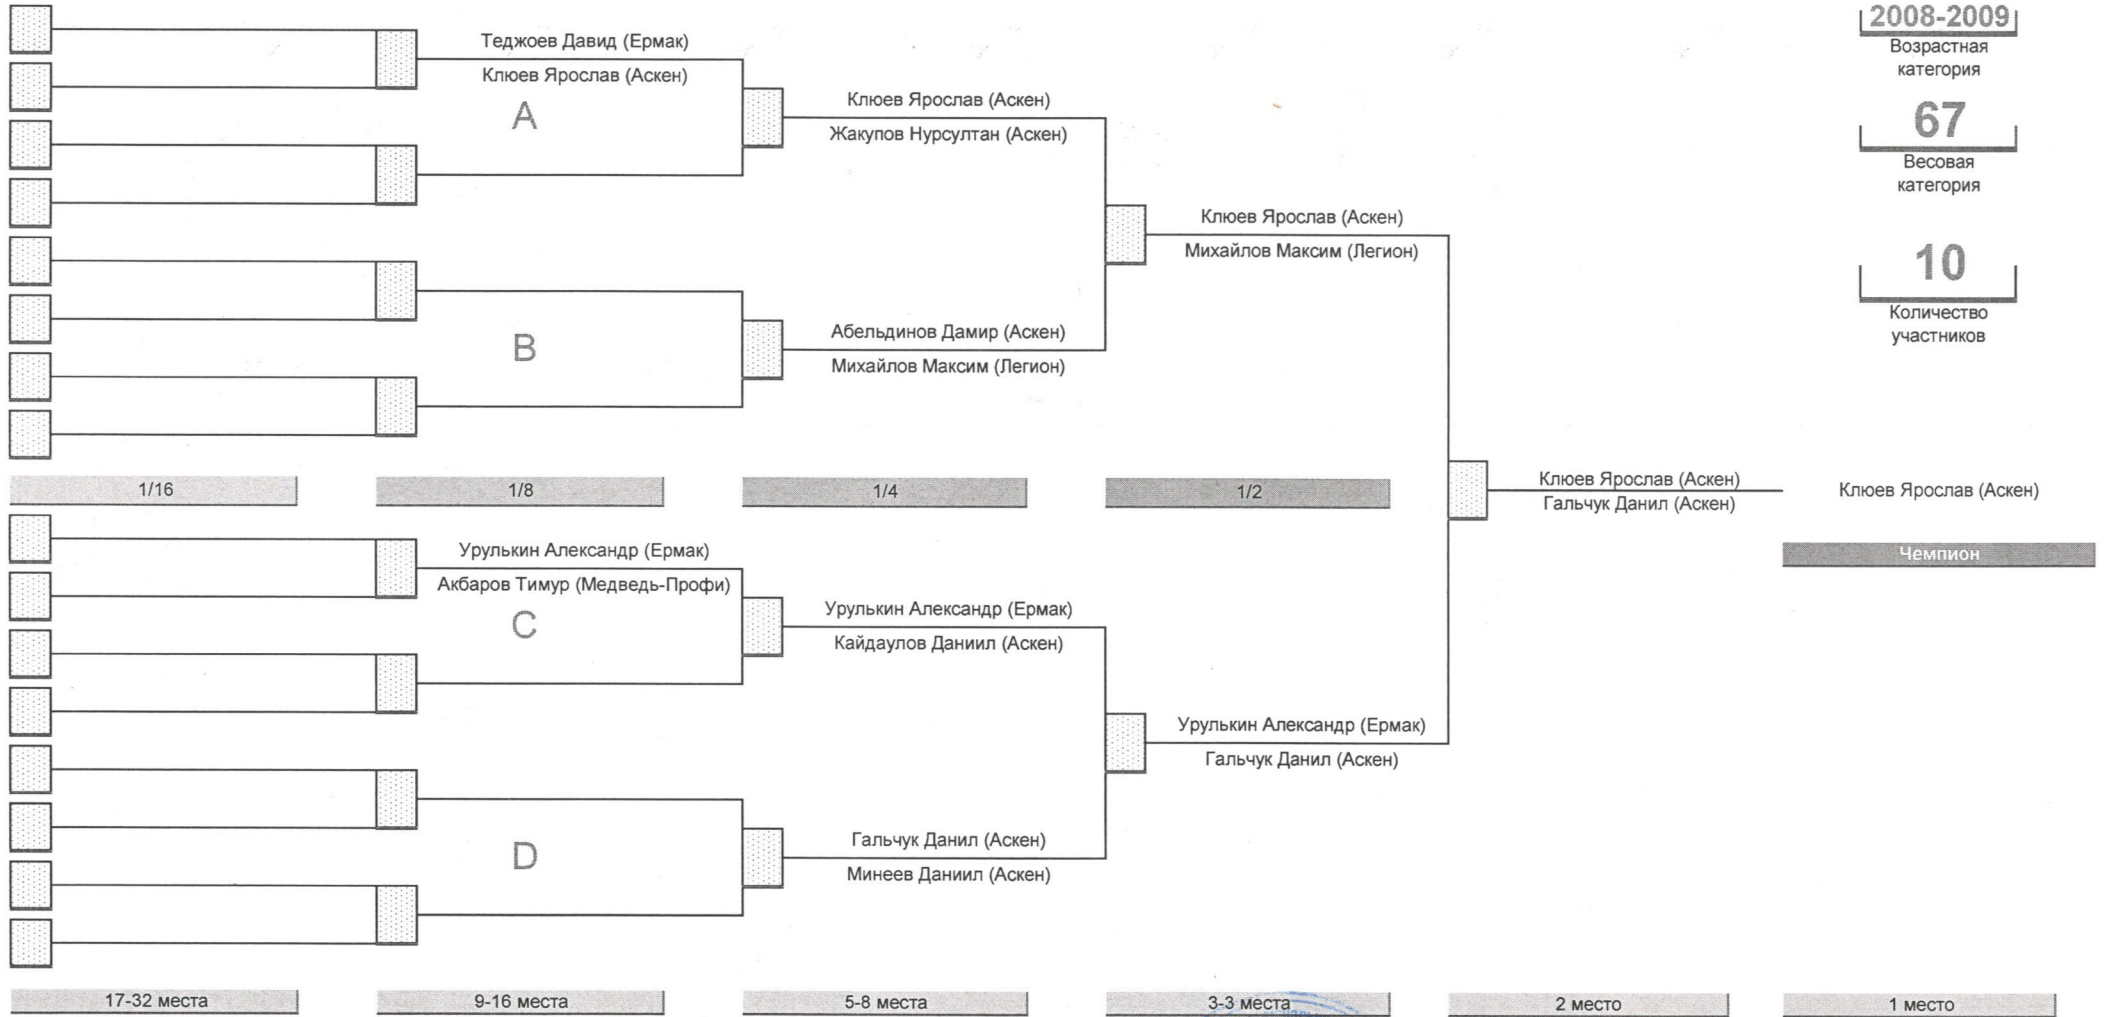 2008-2009
Возрастная
категория
67
Весовая
категория
10
Количество
участников
Теджоев Давид (Ермак)
Клюев Ярослав (Аскен)
A
Клюев Ярослав (Аскен)
Жакупов Нурсултан (Аскен)
Клюев Ярослав (Аскен)
Михайлов Максим (Легион)
B
Абельдинов Дамир (Аскен)
Михайлов Максим (Легион)
1/16
1/8
1/4
1/2
Клюев Ярослав (Аскен)
Гальчук Данил (Аскен)
Клюев Ярослав (Аскен)
Чемпион
Урулькин Александр (Ермак)
Акбаров Тимур (Медведь-Профи)
C
Урулькин Александр (Ермак)
Кайдаулов Даниил (Аскен)
Урулькин Александр (Ермак)
Гальчук Данил (Аскен)
D
Гальчук Данил (Аскен)
Минеев Даниил (Аскен)
17-32 места
9-16 места
5-8 места
3-3 места
2 место
1 место